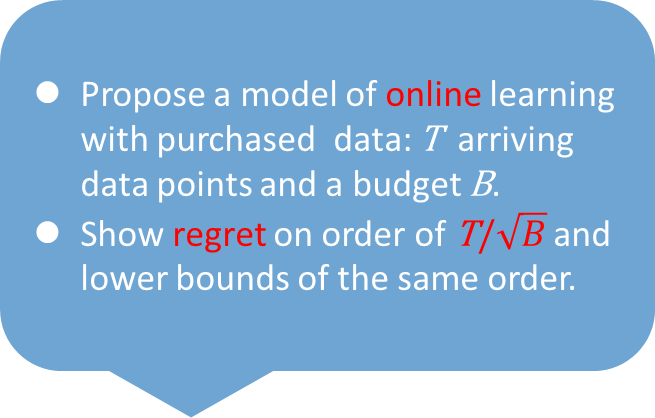 ● Propose a model of online learning
with purchased data: T arriving
data points and a budget B.
● Show regret on order of T/√B and
lower bounds of the same order.